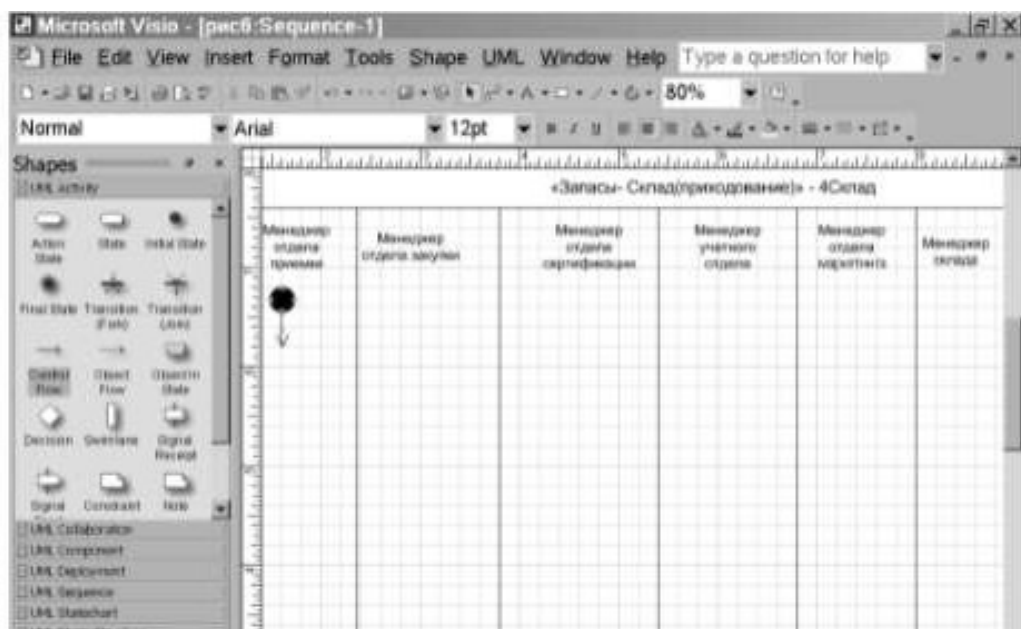 Microsoft Visio - [рис6:Sequence-1]
File Edit View Insert Format Tools Shape UML Window Help Type a question for help
80%
Normal Arial 12pt
Shapes
UML Activity
Action State
State
Initial State
Final State
Transition (Fork)
Transition (Join)
Control Flow
Object Flow
Object in State
Decision
Swimlane
Signal Receipt
Signal
Constraint
Note
UML Collaboration
UML Component
UML Deployment
UML Sequence
UML Statechart
«Запасы- Склад(приходование)» - 4Склад
Менеджер
отдела
приемки
Менеджер
отдела закупки
Менеджер
отдела
сертификации
Менеджер
учетного
отдела
Менеджер
отдела
маркетинга
Менеджер
склада